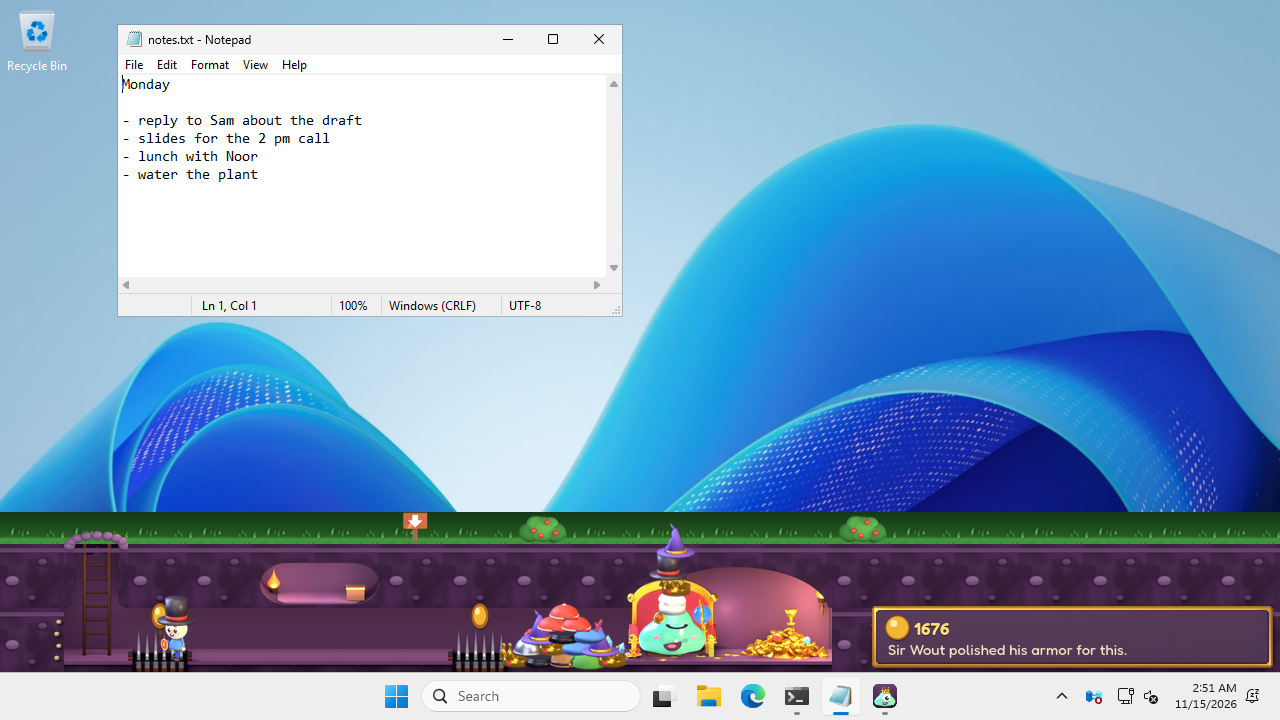 Recycle Bin
notes.txt - Notepad
File Edit Format View Help
Monday
- reply to Sam about the draft
- slides for the 2 pm call
- lunch with Noor
- water the plant
Ln 1, Col 1 100% Windows (CRLF) UTF-8
1676
Sir Wout polished his armor for this.
Search
2:51 AM
11/15/2026